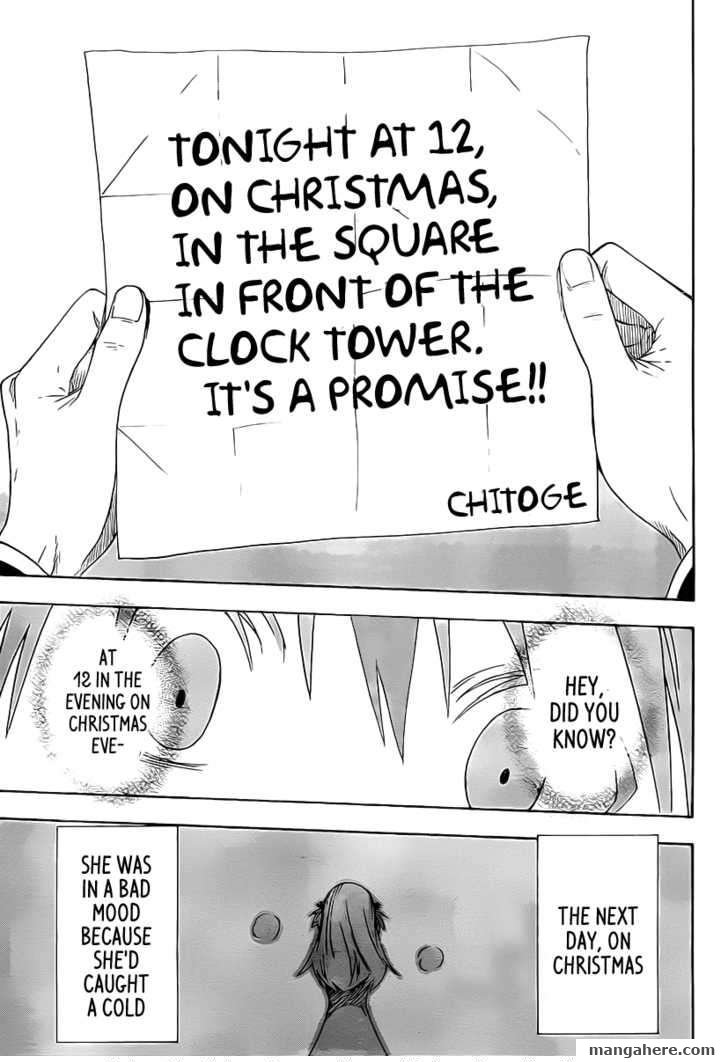 TONIGHT AT 12,
ON CHRISTMAS,
IN THE SQUARE
IN FRONT OF THE
CLOCK TOWER.
IT'S A PROMISE!!
CHITOGE
HEY,
DID YOU
KNOW?
AT
12 IN THE
EVENING ON
CHRISTMAS
EVE-
THE NEXT
DAY, ON
CHRISTMAS
SHE WAS
IN A BAD
MOOD
BECAUSE
SHE'D
CAUGHT
A COLD
mangahere.com